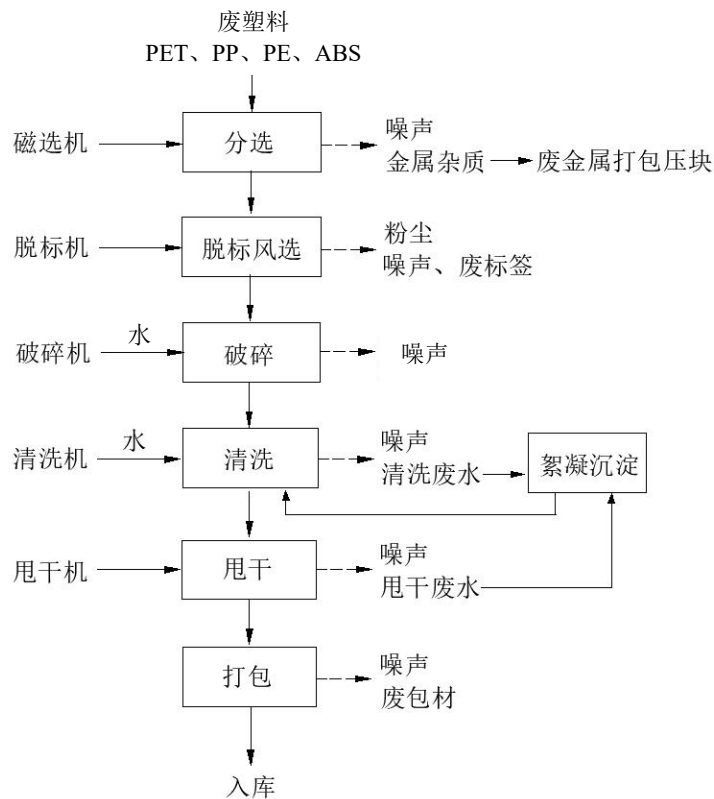 废塑料
PET、PP、PE、ABS
磁选机
分选
噪声
金属杂质
废金属打包压块
脱标机
脱标风选
粉尘
噪声、废标签
破碎机
水
破碎
噪声
清洗机
水
清洗
噪声
清洗废水
絮凝沉淀
甩干机
甩干
噪声
甩干废水
打包
噪声
废包材
入库